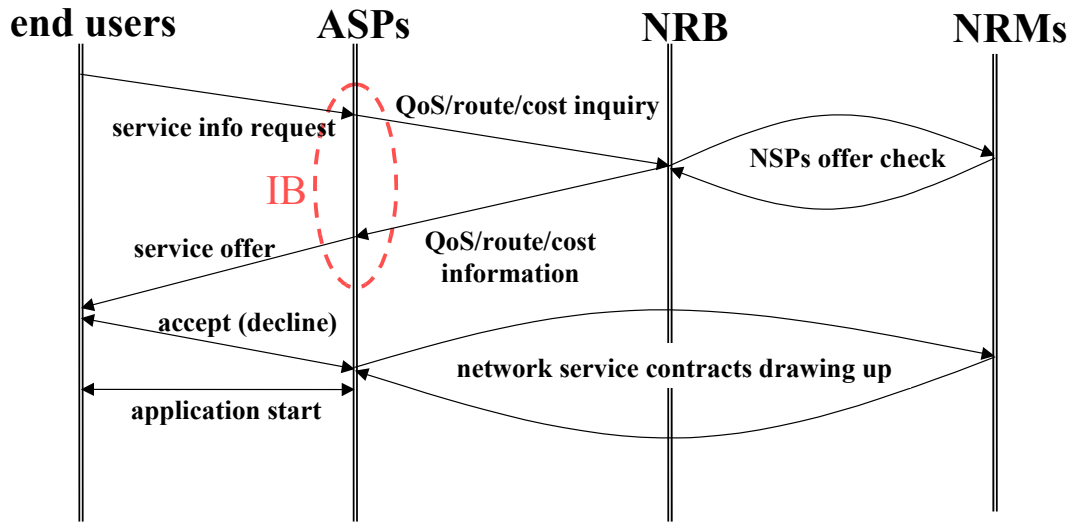 end users
ASPs
NRB
NRMs
QoS/route/cost inquiry
service info request
NSPs offer check
IB
service offer
QoS/route/cost
information
accept (decline)
network service contracts drawing up
application start